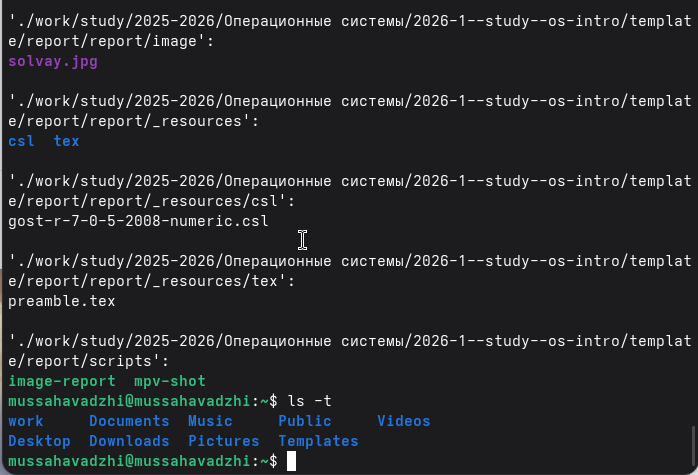 './work/study/2025-2026/Операционные системы/2026-1--study--os-intro/templat
e/report/report/image':
solvay.jpg
'./work/study/2025-2026/Операционные системы/2026-1--study--os-intro/templat
e/report/report/_resources':
csl  tex
'./work/study/2025-2026/Операционные системы/2026-1--study--os-intro/templat
e/report/report/_resources/csl':
gost-r-7-0-5-2008-numeric.csl
'./work/study/2025-2026/Операционные системы/2026-1--study--os-intro/templat
e/report/report/_resources/tex':
preamble.tex
'./work/study/2025-2026/Операционные системы/2026-1--study--os-intro/templat
e/report/scripts':
image-report  mpv-shot
mussahavadzhi@mussahavadzhi:~$ ls -t
work     Documents  Music     Public     Videos
Desktop  Downloads  Pictures  Templates
mussahavadzhi@mussahavadzhi:~$